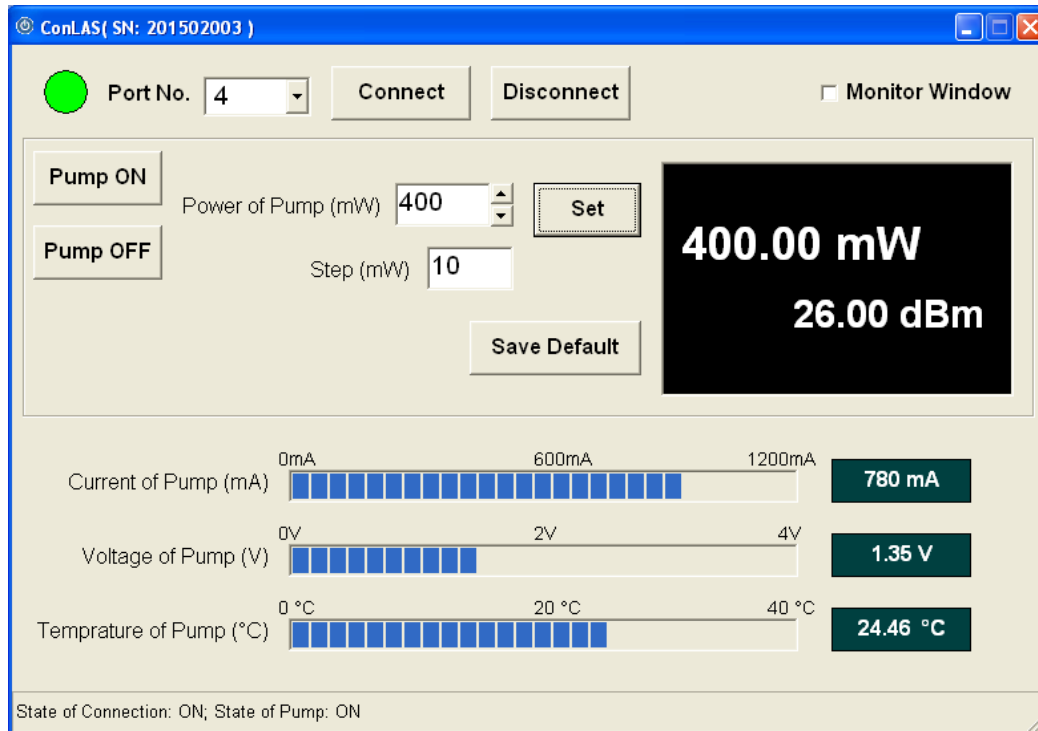 ConLAS( SN: 201502003 )
Port No. 4 Connect Disconnect Monitor Window
Pump ON
Power of Pump (mW) 400 Set
Pump OFF
Step (mW) 10
Save Default
400.00 mW
26.00 dBm
0mA 600mA 1200mA
Current of Pump (mA) 780 mA
0V 2V 4V
Voltage of Pump (V) 1.35 V
0 °C 20 °C 40 °C
Temprature of Pump (°C) 24.46 °C
State of Connection: ON; State of Pump: ON